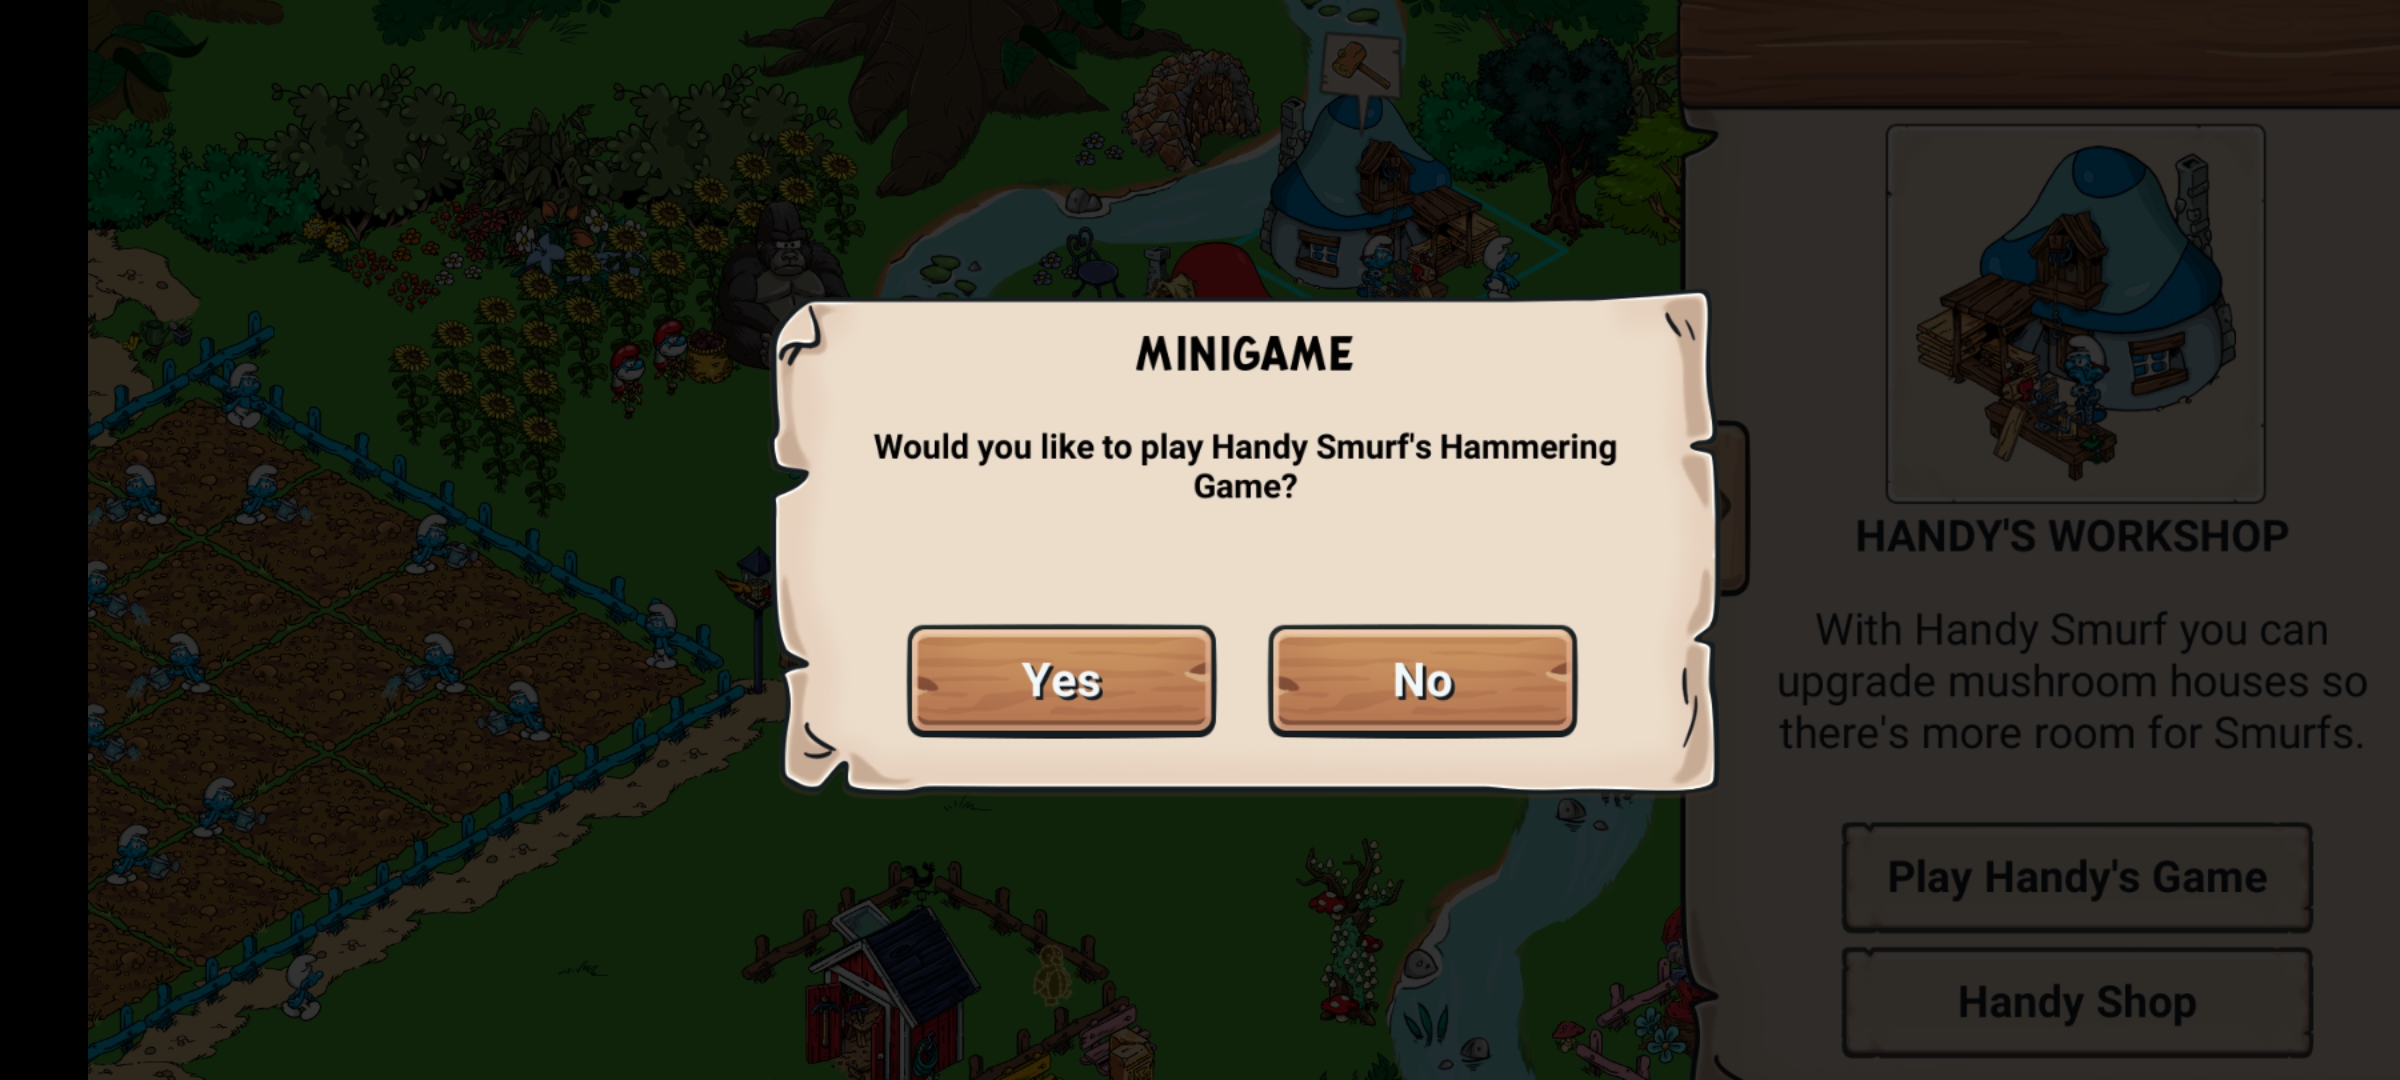 MINIGAME
Would you like to play Handy Smurf's Hammering
Game?
Yes
No
HANDY'S WORKSHOP
With Handy Smurf you can
upgrade mushroom houses so
there's more room for Smurfs.
Play Handy's Game
Handy Shop